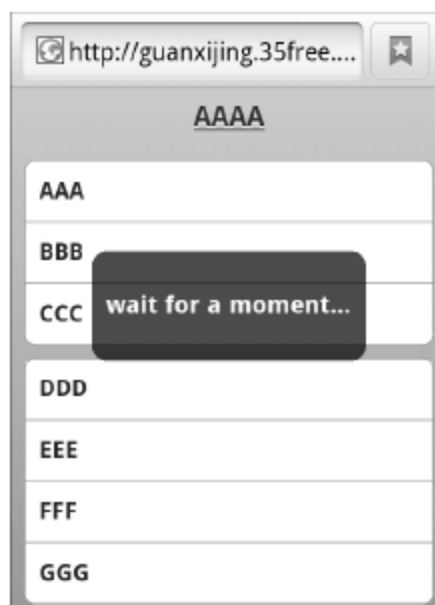 http://guanxijing.35free....
AAAA
AAA
BBB
CCC
wait for a moment...
DDD
EEE
FFF
GGG